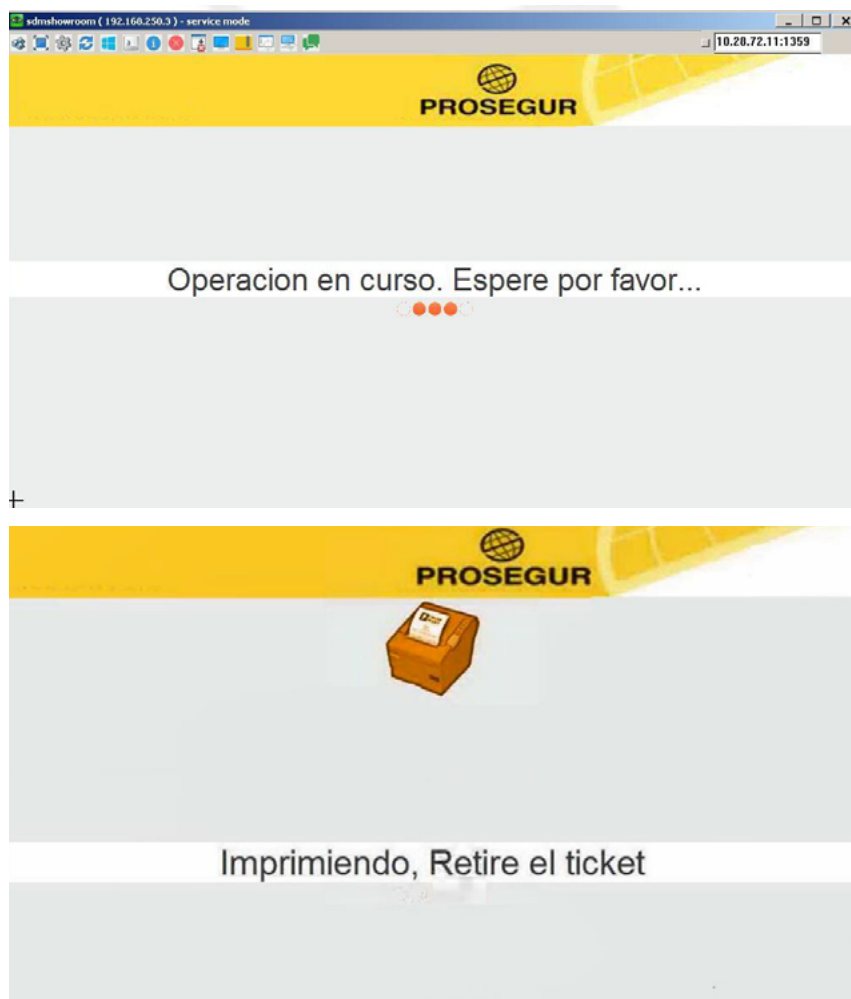 sdmshowroom ( 192.168.250.3 ) - service mode
10.20.72.11:1359
PROSEGUR
Operacion en curso. Espere por favor...
PROSEGUR
Imprimiendo, Retire el ticket